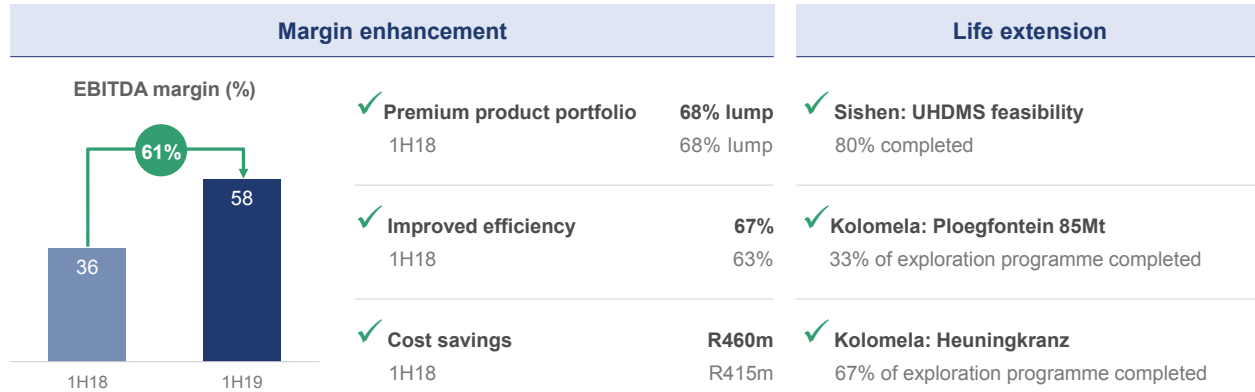 Margin enhancement
EBITDA margin (%)
61%
58
36
1H18
1H19
Premium product portfolio 68% lump
1H18 68% lump
Improved efficiency 67%
1H18 63%
Cost savings R460m
1H18 R415m
Life extension
Sishen: UHDMS feasibility
80% completed
Kolomela: Ploegfontein 85Mt
33% of exploration programme completed
Kolomela: Heuningkranz
67% of exploration programme completed